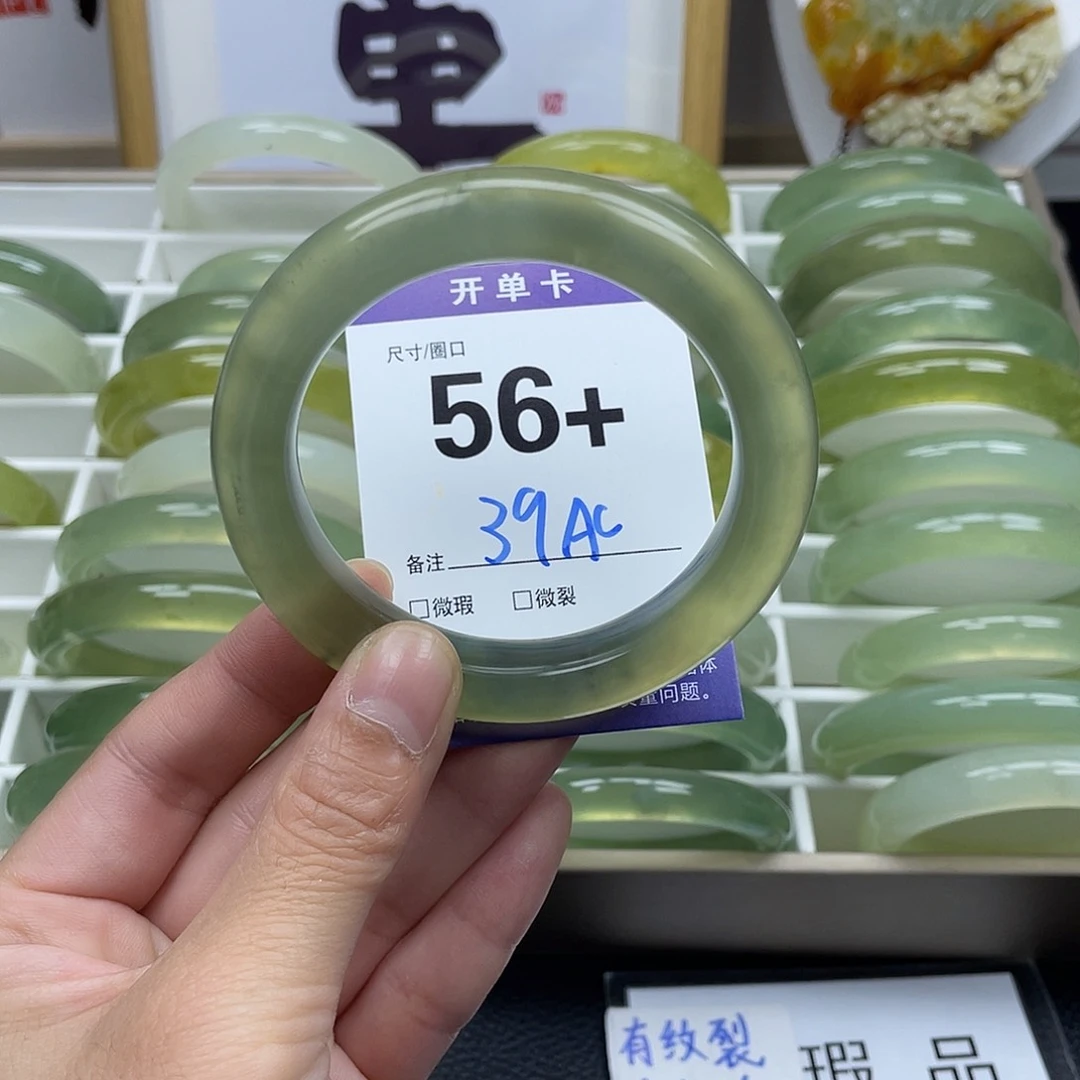 开单卡
尺寸/圈口
56+
39Ac
备注
□微瑕 □微裂
量问题。
有纹裂
瑕 品